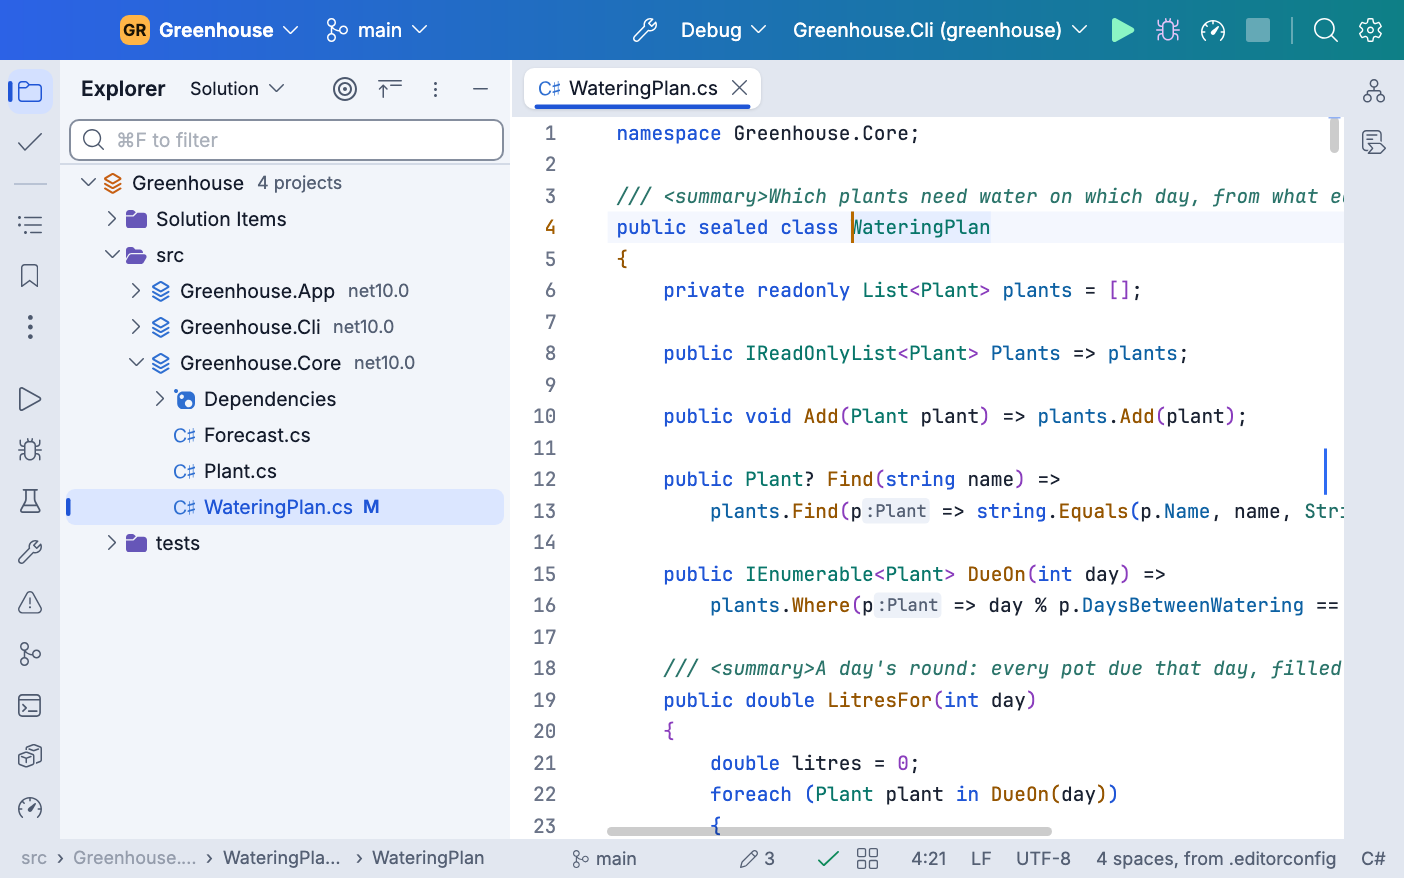 GR Greenhouse main Debug Greenhouse.Cli (greenhouse)
Explorer Solution
⌘F to filter
Greenhouse 4 projects
Solution Items
src
Greenhouse.App net10.0
Greenhouse.Cli net10.0
Greenhouse.Core net10.0
Dependencies
C# Forecast.cs
C# Plant.cs
C# WateringPlan.cs M
tests
C# WateringPlan.cs
1 namespace Greenhouse.Core;
2
3 /// <summary>Which plants need water on which day, from what
4 public sealed class WateringPlan
5 {
6 private readonly List<Plant> plants = [];
7
8 public IReadOnlyList<Plant> Plants => plants;
9
10 public void Add(Plant plant) => plants.Add(plant);
11
12 public Plant? Find(string name) =>
13 plants.Find(p :Plant => string.Equals(p.Name, name,
14
15 public IEnumerable<Plant> DueOn(int day) =>
16 plants.Where(p :Plant => day % p.DaysBetweenWatering ==
17
18 /// <summary>A day's round: every pot due that day, filled
19 public double LitresFor(int day)
20 {
21 double litres = 0;
22 foreach (Plant plant in DueOn(day))
23 {
src › Greenhouse.... › WateringPla... › WateringPlan main 3 4:21 LF UTF-8 4 spaces, from .editorconfig C#